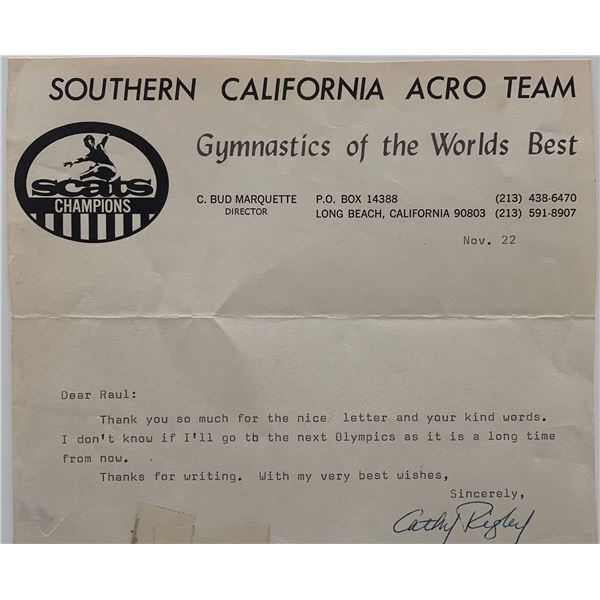 SOUTHERN CALIFORNIA ACRO TEAM
Gymnastics of the Worlds Best
scats
CHAMPIONS
C. BUD MARQUETTE P.O. BOX 14388 (213) 438-6470
DIRECTOR LONG BEACH, CALIFORNIA 90803 (213) 591-8907
Nov. 22
Dear Raul:
Thank you so much for the nice letter and your kind words.
I don't know if I'll go to the next Olympics as it is a long time
from now.
Thanks for writing. With my very best wishes,
Sincerely,
Cathy Rigby